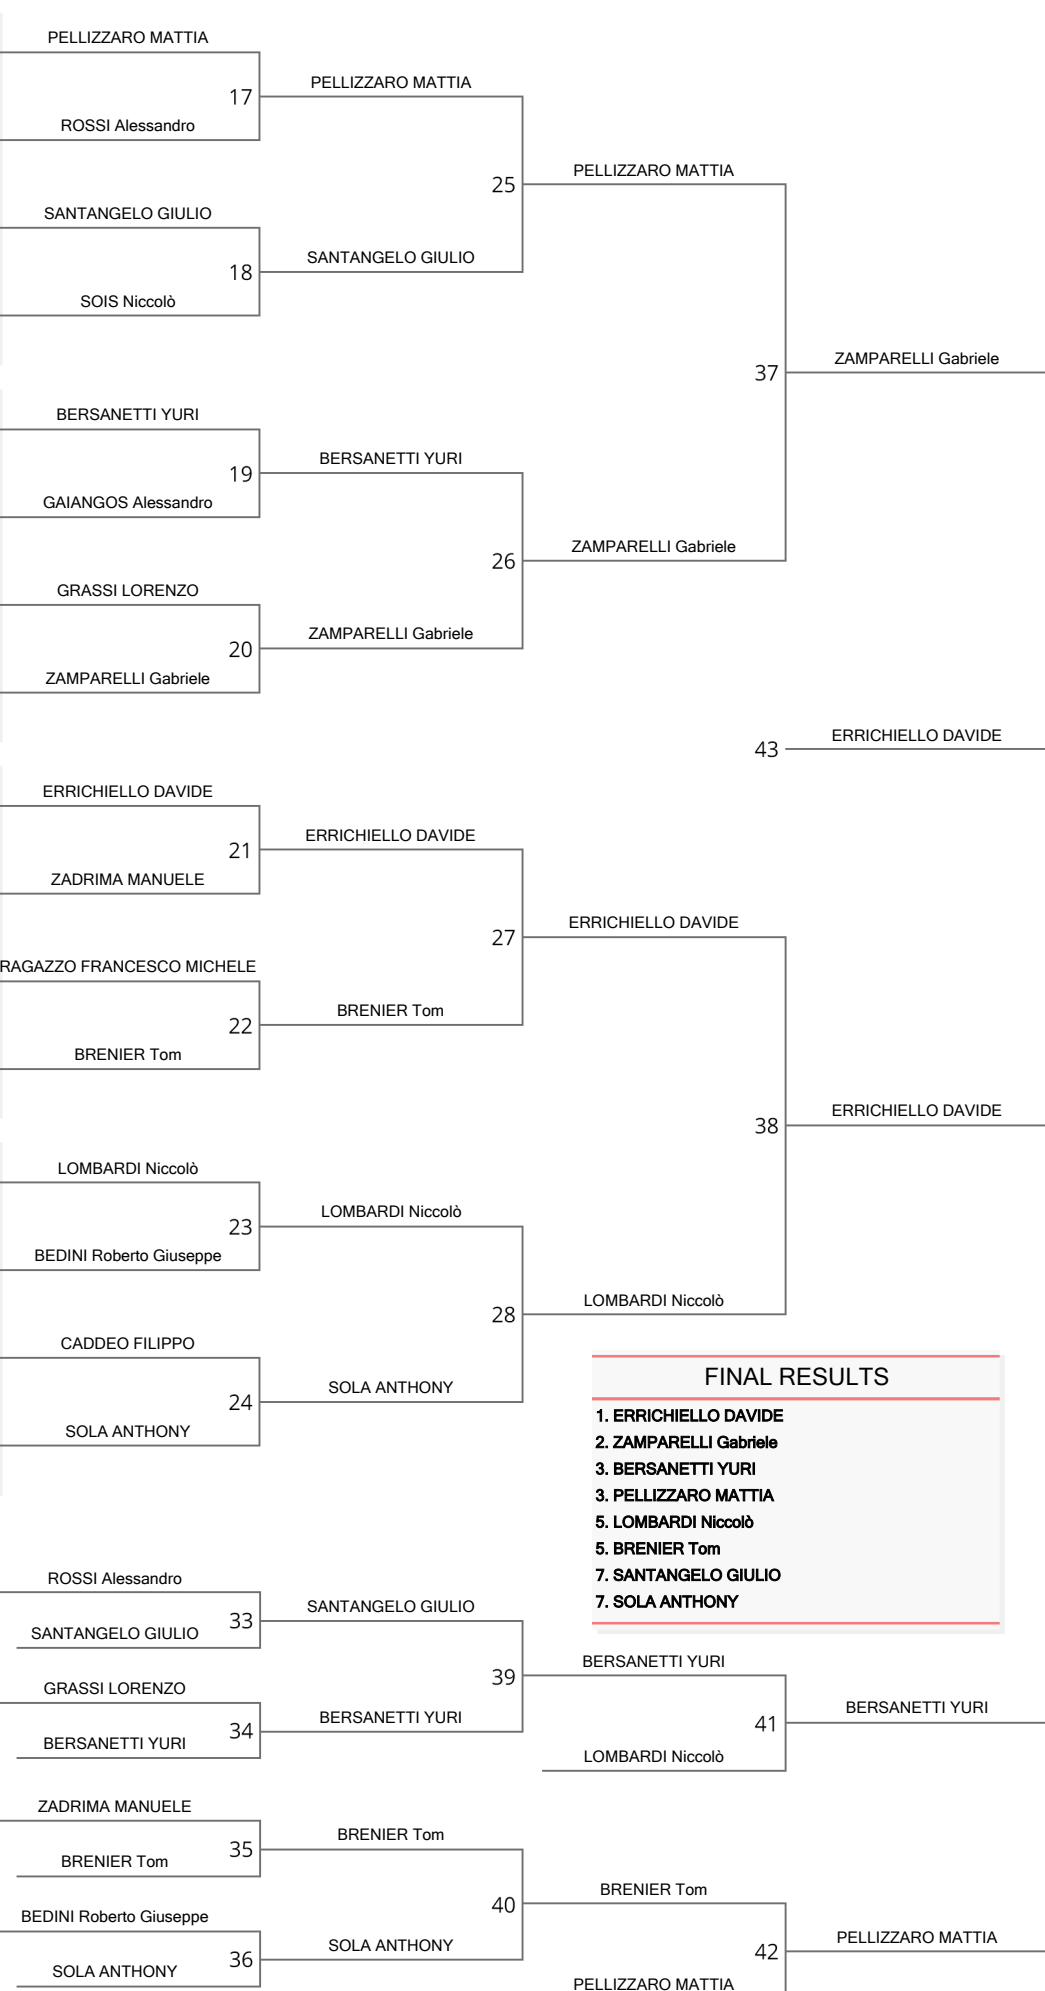 PELLIZZARO MATTIA
17
PELLIZZARO MATTIA
ROSSI Alessandro
25
PELLIZZARO MATTIA
SANTANGELO GIULIO
18
SANTANGELO GIULIO
SOIS Niccolò
37
ZAMPARELLI Gabriele
BERSANETTI YURI
19
BERSANETTI YURI
GAIANGOS Alessandro
26
ZAMPARELLI Gabriele
GRASSI LORENZO
20
ZAMPARELLI Gabriele
ZAMPARELLI Gabriele
43
ERRICHIELLO DAVIDE
ERRICHIELLO DAVIDE
21
ERRICHIELLO DAVIDE
ZADRIMA MANUELE
27
ERRICHIELLO DAVIDE
RAGAZZO FRANCESCO MICHELE
22
BRENIER Tom
BRENIER Tom
38
ERRICHIELLO DAVIDE
LOMBARDI Niccolò
23
LOMBARDI Niccolò
BEDINI Roberto Giuseppe
28
LOMBARDI Niccolò
CADDEO FILIPPO
24
SOLA ANTHONY
SOLA ANTHONY
FINAL RESULTS
1. ERRICHIELLO DAVIDE
2. ZAMPARELLI Gabriele
3. BERSANETTI YURI
3. PELLIZZARO MATTIA
5. LOMBARDI Niccolò
5. BRENIER Tom
7. SANTANGELO GIULIO
7. SOLA ANTHONY
ROSSI Alessandro
33
SANTANGELO GIULIO
SANTANGELO GIULIO
39
BERSANETTI YURI
GRASSI LORENZO
34
BERSANETTI YURI
BERSANETTI YURI
41
BERSANETTI YURI
LOMBARDI Niccolò
ZADRIMA MANUELE
35
BRENIER Tom
BRENIER Tom
40
BRENIER Tom
BEDINI Roberto Giuseppe
36
SOLA ANTHONY
SOLA ANTHONY
42
PELLIZZARO MATTIA
PELLIZZARO MATTIA